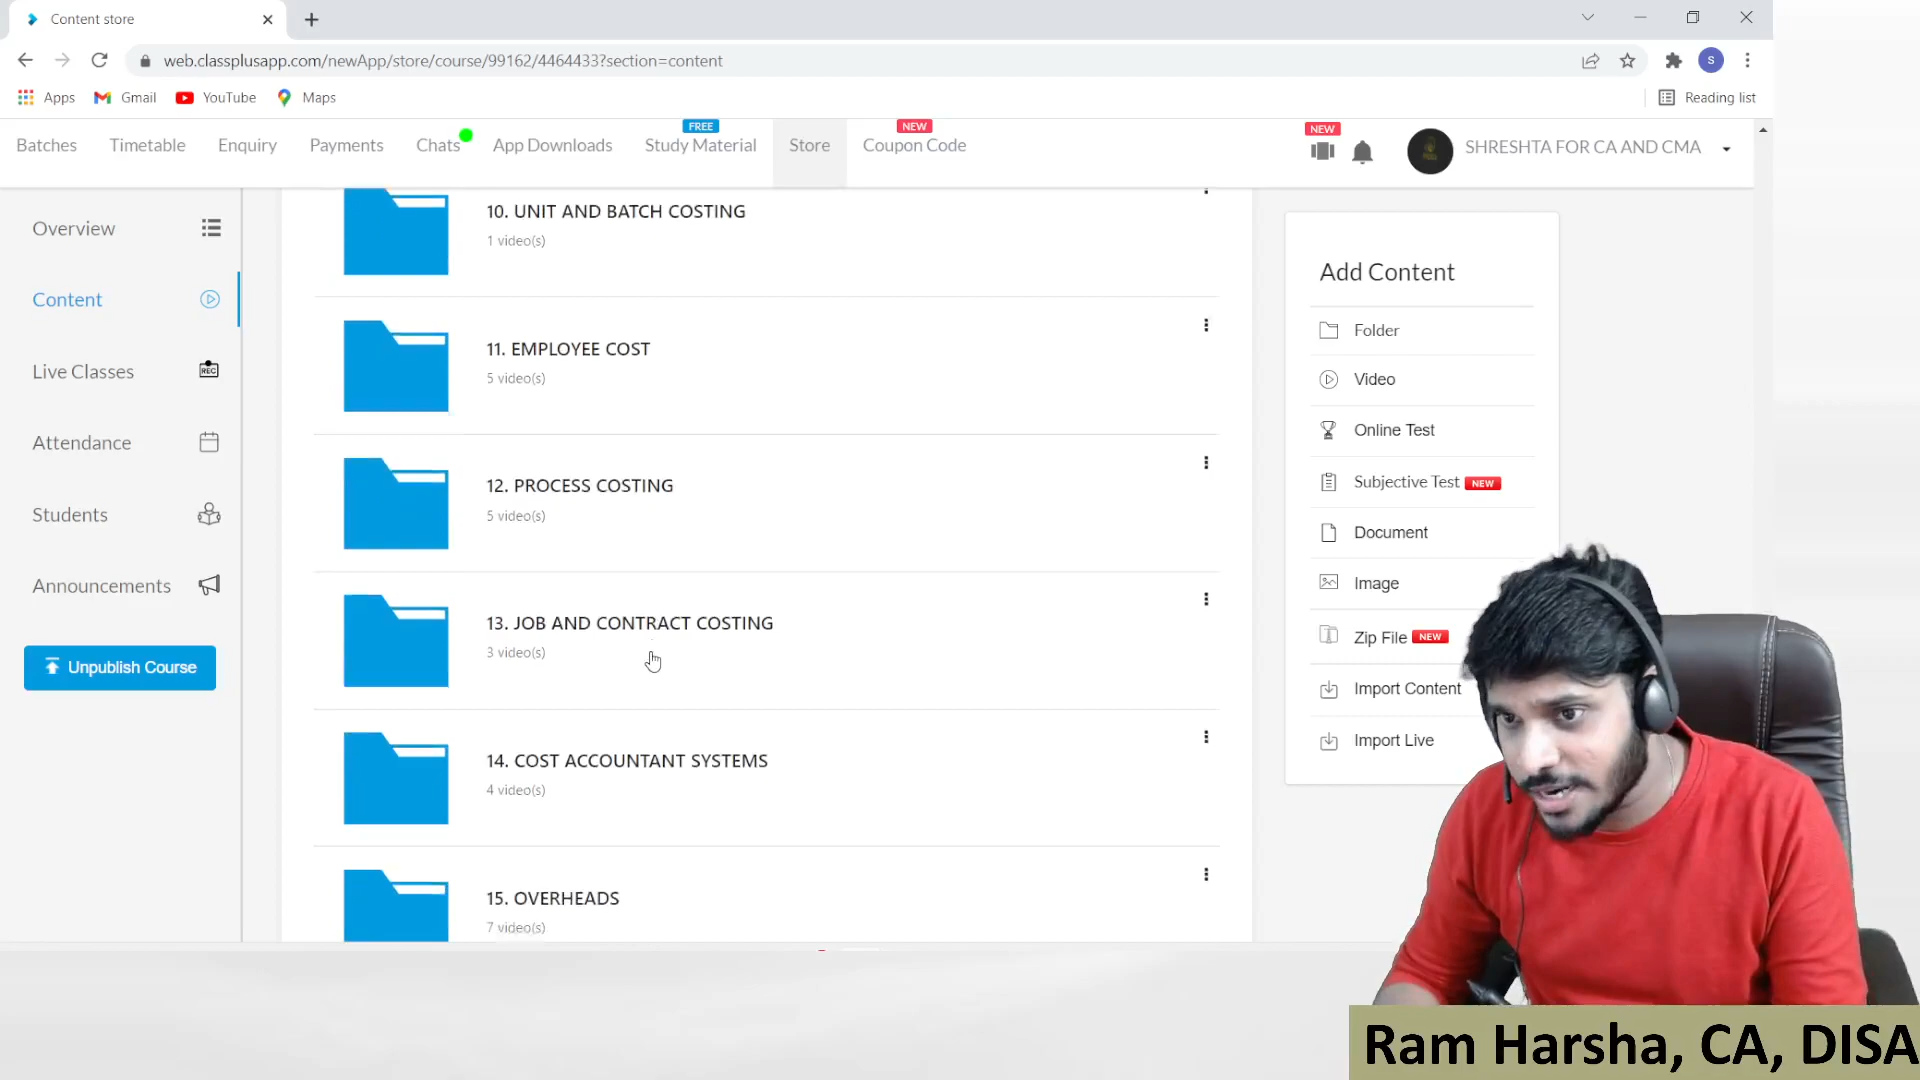 Content store
web.classplusapp.com/newApp/store/course/99162/4464433?section=content
S
Apps
Gmail
YouTube
Maps
Reading list
Batches
Timetable
Enquiry
Payments
Chats
App Downloads
FREE
Study Material
Store
NEW
Coupon Code
NEW
SHRESHTA FOR CA AND CMA
Overview
Content
Live Classes
REC
Attendance
Students
Announcements
Unpublish Course
10. UNIT AND BATCH COSTING
1 video(s)
11. EMPLOYEE COST
5 video(s)
12. PROCESS COSTING
5 video(s)
13. JOB AND CONTRACT COSTING
3 video(s)
14. COST ACCOUNTANT SYSTEMS
4 video(s)
15. OVERHEADS
7 video(s)
Add Content
Folder
Video
Online Test
Subjective Test NEW
Document
Image
Zip File NEW
Import Content
Import Live
Ram Harsha, CA, DISA